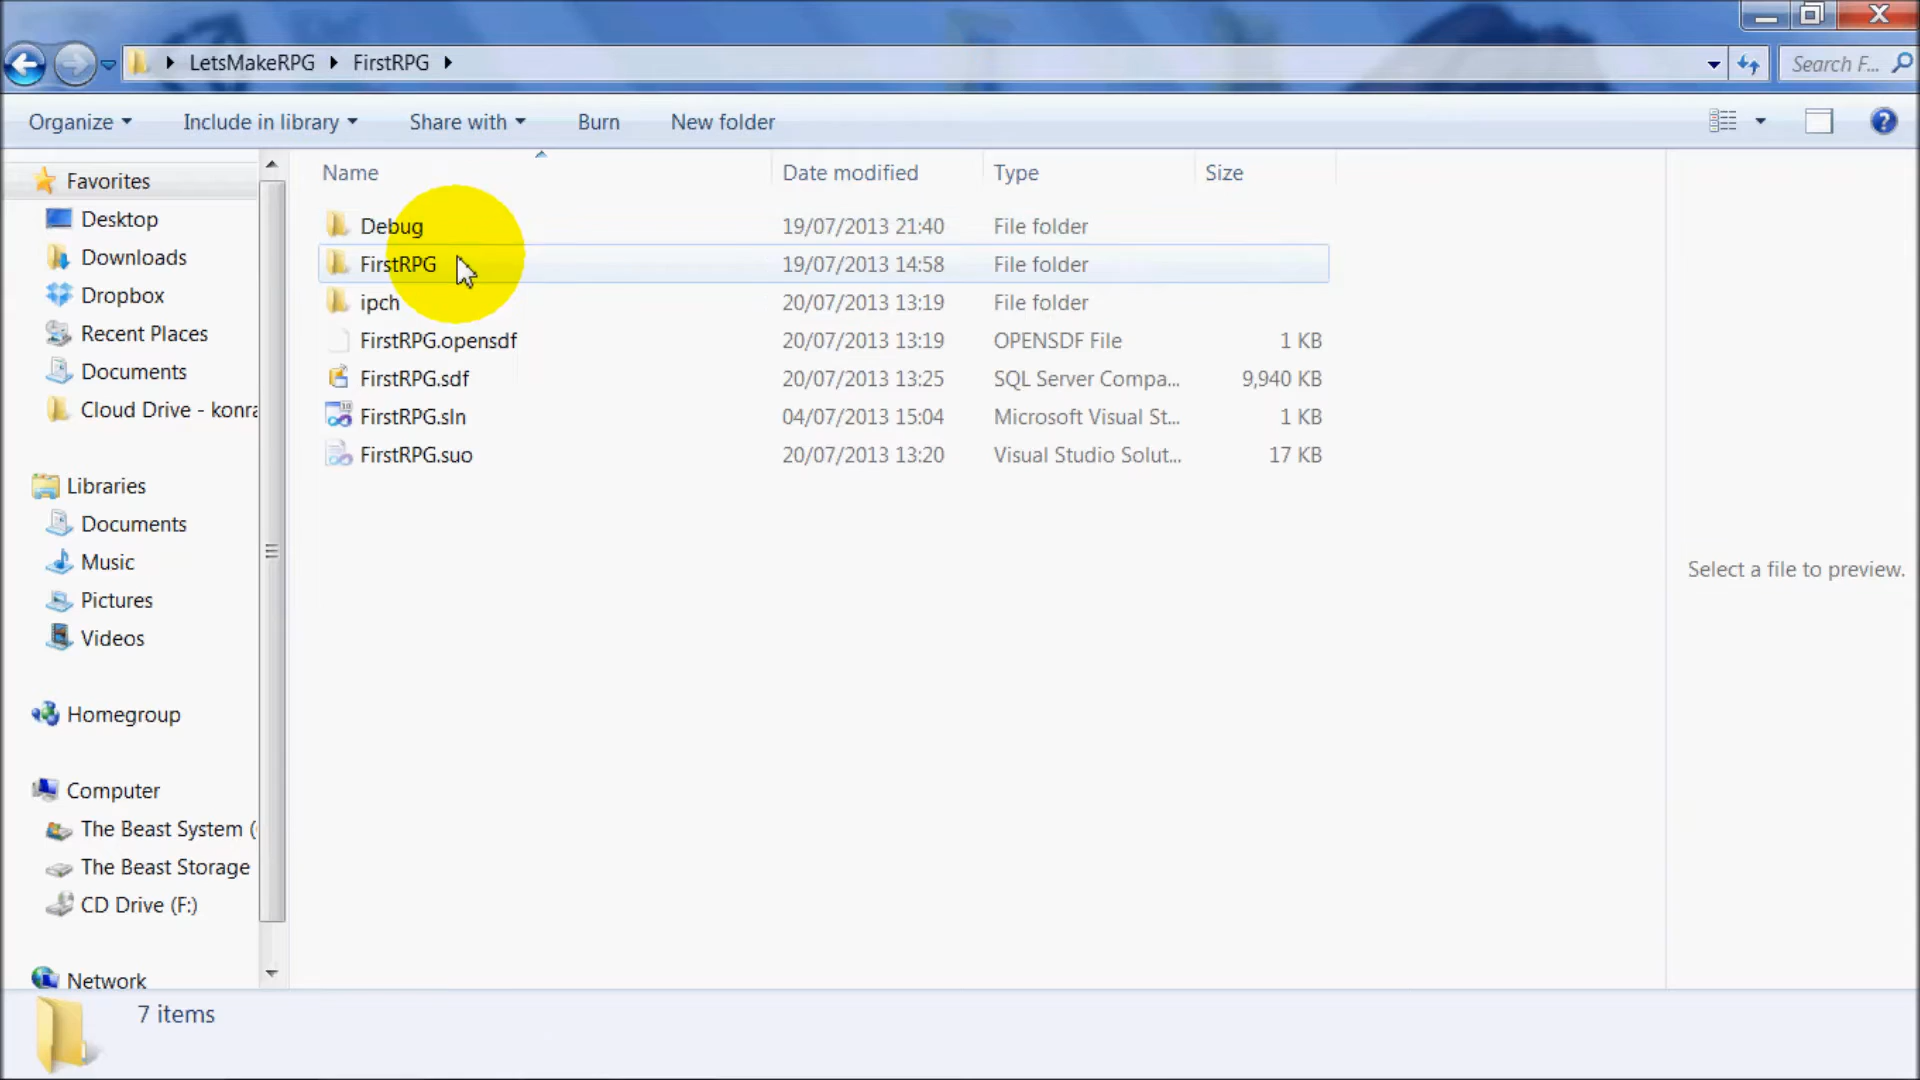 LetsMakeRPG FirstRPG
Search F...
Organize Include in library Share with Burn New folder
Name Date modified Type Size
Favorites
Desktop
Downloads
Dropbox
Recent Places
Documents
Cloud Drive - konra
Libraries
Documents
Music
Pictures
Videos
Homegroup
Computer
The Beast System (
The Beast Storage
CD Drive (F:)
Network
Debug 19/07/2013 21:40 File folder
FirstRPG 19/07/2013 14:58 File folder
ipch 20/07/2013 13:19 File folder
FirstRPG.opensdf 20/07/2013 13:19 OPENSDF File 1 KB
FirstRPG.sdf 20/07/2013 13:25 SQL Server Compa... 9,940 KB
FirstRPG.sln 04/07/2013 15:04 Microsoft Visual St... 1 KB
FirstRPG.suo 20/07/2013 13:20 Visual Studio Solut... 17 KB
Select a file to preview.
7 items